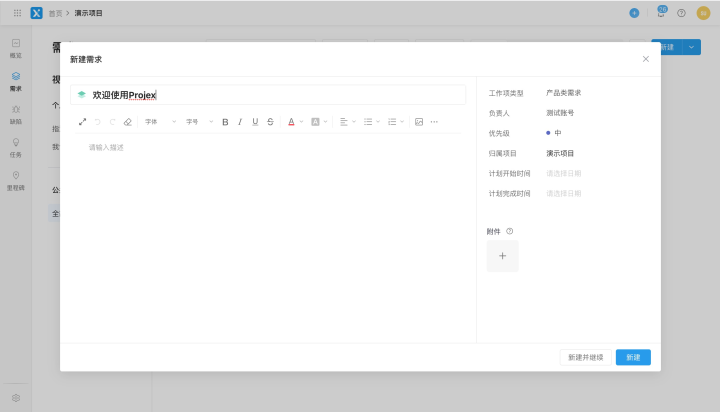 首页 > 演示项目
概览
需求
缺陷
任务
里程碑
新建
新建需求
欢迎使用Projex
字体
字号
B I U S A A
请输入描述
工作项类型 产品类需求
负责人 测试账号
优先级 中
归属项目 演示项目
计划开始时间 请选择日期
计划完成时间 请选择日期
附件
新建并继续 新建